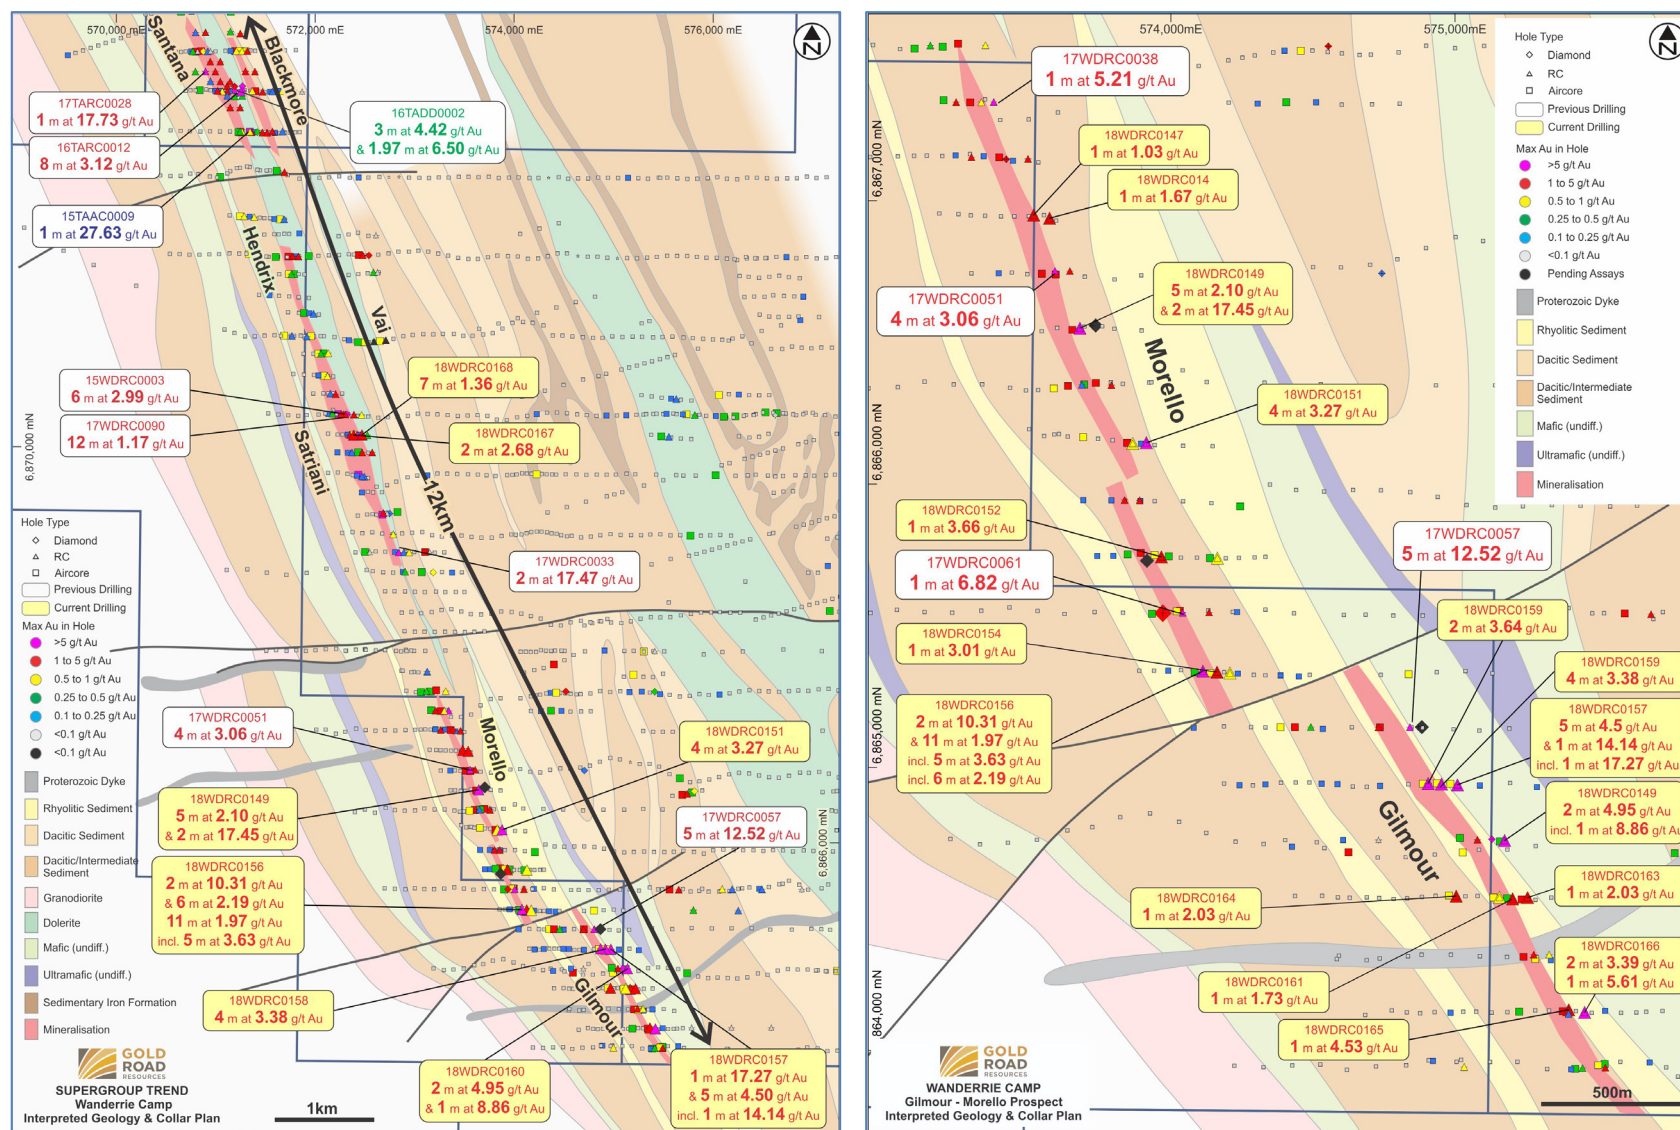 570,000 mE
572,000 mE
574,000 mE
576,000 mE
N
Santana
Blackmore
17TARC0028
1 m at 17.73 g/t Au
16TARC0012
8 m at 3.12 g/t Au
16TADD0002
3 m at 4.42 g/t Au
& 1.97 m at 6.50 g/t Au
15TAAC0009
1 m at 27.63 g/t Au
Hendrix
Vai
15WDRC0003
6 m at 2.99 g/t Au
17WDRC0090
12 m at 1.17 g/t Au
18WDRC0168
7 m at 1.36 g/t Au
18WDRC0167
2 m at 2.68 g/t Au
6,870,000 mN
Satriani
12km
17WDRC0033
2 m at 17.47 g/t Au
Hole Type
Diamond
RC
Aircore
Previous Drilling
Current Drilling
Max Au in Hole
>5 g/t Au
1 to 5 g/t Au
0.5 to 1 g/t Au
0.25 to 0.5 g/t Au
0.1 to 0.25 g/t Au
<0.1 g/t Au
<0.1 g/t Au
Proterozoic Dyke
Rhyolitic Sediment
Dacitic Sediment
Dacitic/Intermediate
Sediment
Granodiorite
Dolerite
Mafic (undiff.)
Ultramafic (undiff.)
Sedimentary Iron Formation
Mineralisation
17WDRC0051
4 m at 3.06 g/t Au
Morello
18WDRC0151
4 m at 3.27 g/t Au
18WDRC0149
5 m at 2.10 g/t Au
& 2 m at 17.45 g/t Au
17WDRC0057
5 m at 12.52 g/t Au
6,866,000 mN
18WDRC0156
2 m at 10.31 g/t Au
& 6 m at 2.19 g/t Au
11 m at 1.97 g/t Au
incl. 5 m at 3.63 g/t Au
18WDRC0158
4 m at 3.38 g/t Au
Gilmour
18WDRC0160
2 m at 4.95 g/t Au
& 1 m at 8.86 g/t Au
18WDRC0157
1 m at 17.27 g/t Au
& 5 m at 4.50 g/t Au
incl. 1 m at 14.14 g/t Au
GOLD
ROAD
RESOURCES
SUPERGROUP TREND
Wanderrie Camp
Interpreted Geology & Collar Plan
1km
574,000mE
575,000mE
N
17WDRC0038
1 m at 5.21 g/t Au
18WDRC0147
1 m at 1.03 g/t Au
18WDRC014
1 m at 1.67 g/t Au
6,867,000 mN
17WDRC0051
4 m at 3.06 g/t Au
18WDRC0149
5 m at 2.10 g/t Au
& 2 m at 17.45 g/t Au
Morello
18WDRC0151
4 m at 3.27 g/t Au
6,866,000 mN
Hole Type
Diamond
RC
Aircore
Previous Drilling
Current Drilling
Max Au in Hole
>5 g/t Au
1 to 5 g/t Au
0.5 to 1 g/t Au
0.25 to 0.5 g/t Au
0.1 to 0.25 g/t Au
<0.1 g/t Au
Pending Assays
Proterozoic Dyke
Rhyolitic Sediment
Dacitic Sediment
Dacitic/Intermediate
Sediment
Mafic (undiff.)
Ultramafic (undiff.)
Mineralisation
18WDRC0152
1 m at 3.66 g/t Au
17WDRC0061
1 m at 6.82 g/t Au
17WDRC0057
5 m at 12.52 g/t Au
18WDRC0154
1 m at 3.01 g/t Au
18WDRC0159
2 m at 3.64 g/t Au
18WDRC0159
4 m at 3.38 g/t Au
18WDRC0156
2 m at 10.31 g/t Au
& 11 m at 1.97 g/t Au
incl. 5 m at 3.63 g/t Au
incl. 6 m at 2.19 g/t Au
6,865,000 mN
18WDRC0157
5 m at 4.5 g/t Au
& 1 m at 14.14 g/t Au
incl. 1 m at 17.27 g/t Au
18WDRC0149
2 m at 4.95 g/t Au
incl. 1 m at 8.86 g/t Au
Gilmour
18WDRC0164
1 m at 2.03 g/t Au
18WDRC0163
1 m at 2.03 g/t Au
18WDRC0166
2 m at 3.39 g/t Au
1 m at 5.61 g/t Au
18WDRC0161
1 m at 1.73 g/t Au
864,000 mN
18WDRC0165
1 m at 4.53 g/t Au
GOLD
ROAD
RESOURCES
WANDERRIE CAMP
Gilmour - Morello Prospect
Interpreted Geology & Collar Plan
500m